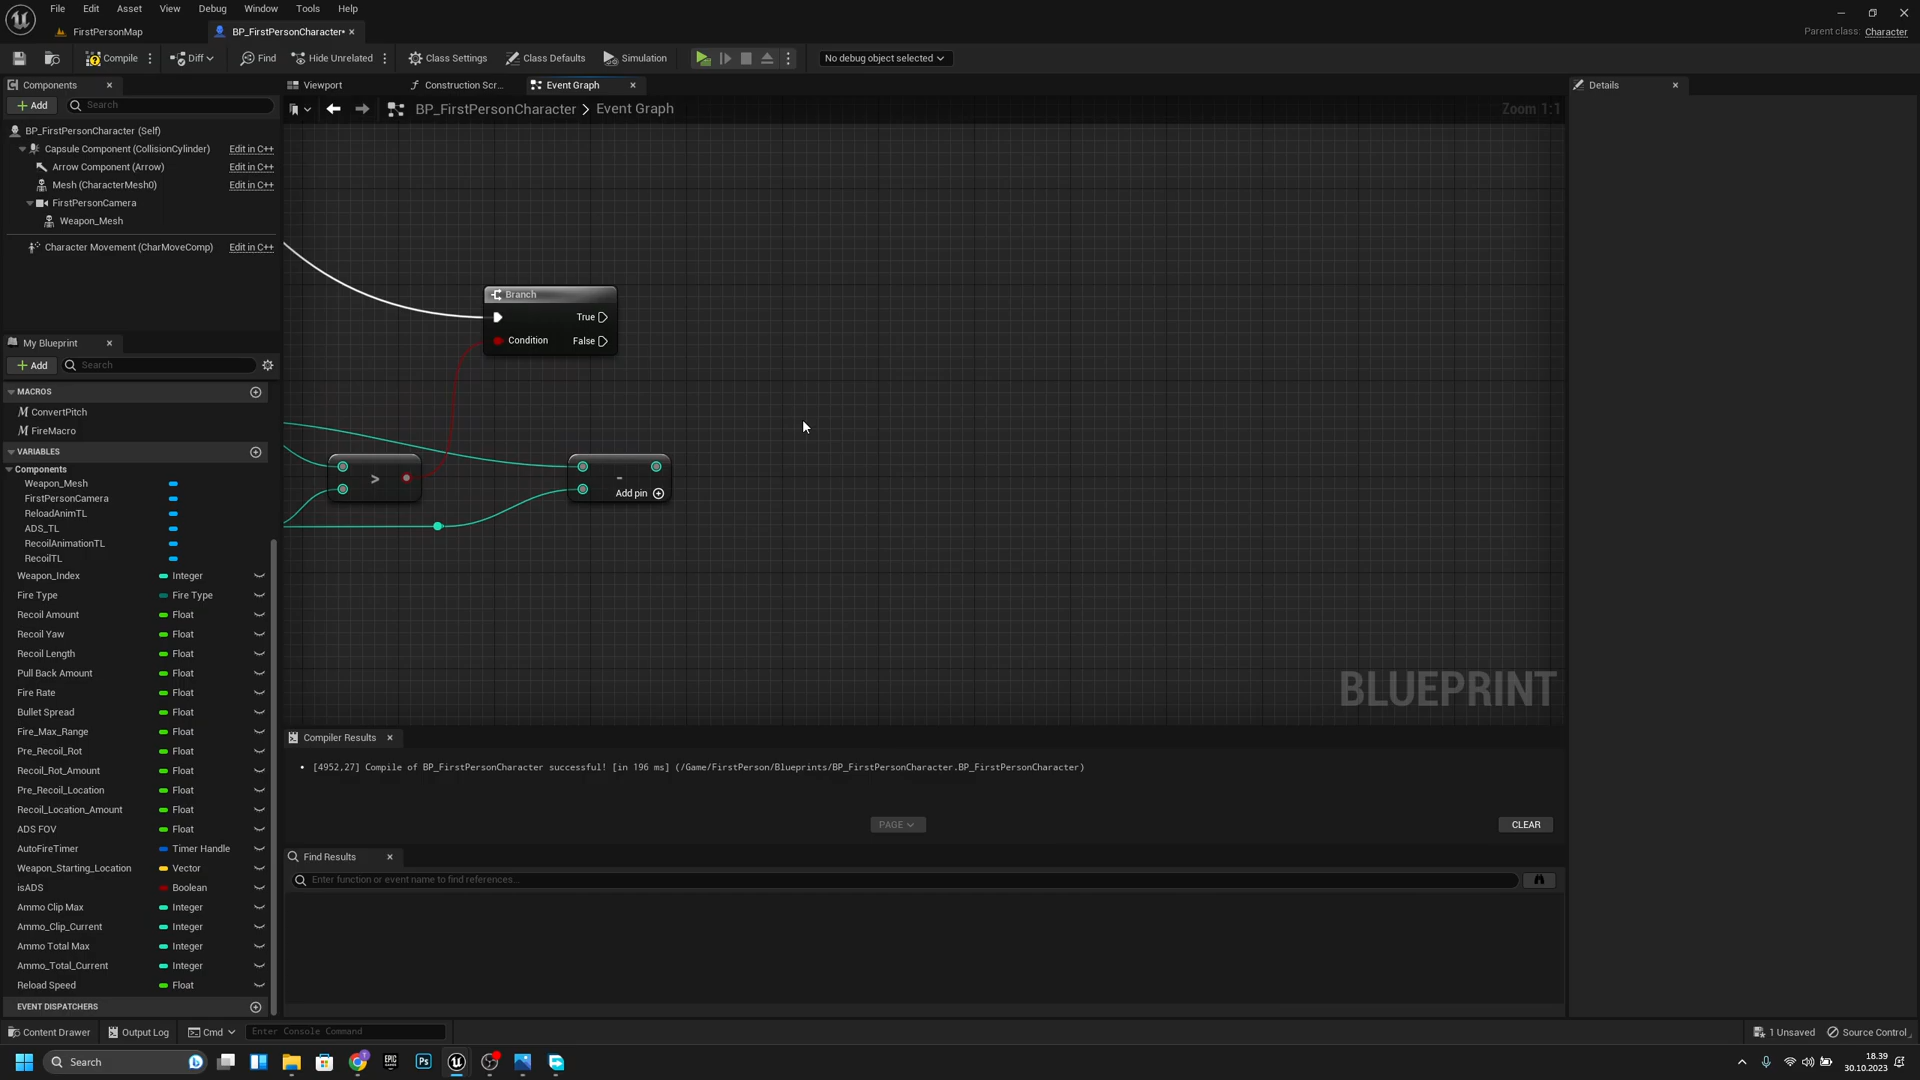 File Edit Asset View Debug Window Tools Help
FirstPersonMap BP_FirstPersonCharacter•
Parent class: Character
Compile Diff Find Hide Unrelated Class Settings Class Defaults Simulation No debug object selected
Components
Add Search
BP_FirstPersonCharacter (Self)
Capsule Component (CollisionCylinder) Edit in C++
Arrow Component (Arrow) Edit in C++
Mesh (CharacterMesh0) Edit in C++
FirstPersonCamera
Weapon_Mesh
Character Movement (CharMoveComp) Edit in C++
My Blueprint
Add Search
MACROS
ConvertPitch
FireMacro
VARIABLES
Components
Weapon_Mesh
FirstPersonCamera
ReloadAnimTL
ADS_TL
RecoilAnimationTL
RecoilTL
Weapon_Index Integer
Fire Type Fire Type
Recoil Amount Float
Recoil Yaw Float
Recoil Length Float
Pull Back Amount Float
Fire Rate Float
Bullet Spread Float
Fire_Max_Range Float
Pre_Recoil_Rot Float
Recoil_Rot_Amount Float
Pre_Recoil_Location Float
Recoil_Location_Amount Float
ADS FOV Float
AutoFireTimer Timer Handle
Weapon_Starting_Location Vector
isADS Boolean
Ammo Clip Max Integer
Ammo_Clip_Current Integer
Ammo Total Max Integer
Ammo_Total_Current Integer
Reload Speed Float
EVENT DISPATCHERS
Viewport Construction Scr... Event Graph
BP_FirstPersonCharacter > Event Graph Zoom 1:1
Branch
True
Condition False
>
-
Add pin
BLUEPRINT
Compiler Results
• [4952,27] Compile of BP_FirstPersonCharacter successful! [in 196 ms] (/Game/FirstPerson/Blueprints/BP_FirstPersonCharacter.BP_FirstPersonCharacter)
PAGE CLEAR
Find Results
Enter function or event name to find references...
Details
Content Drawer Output Log Cmd Enter Console Command 1 Unsaved Source Control
Search Ps 18.39
30.10.2023